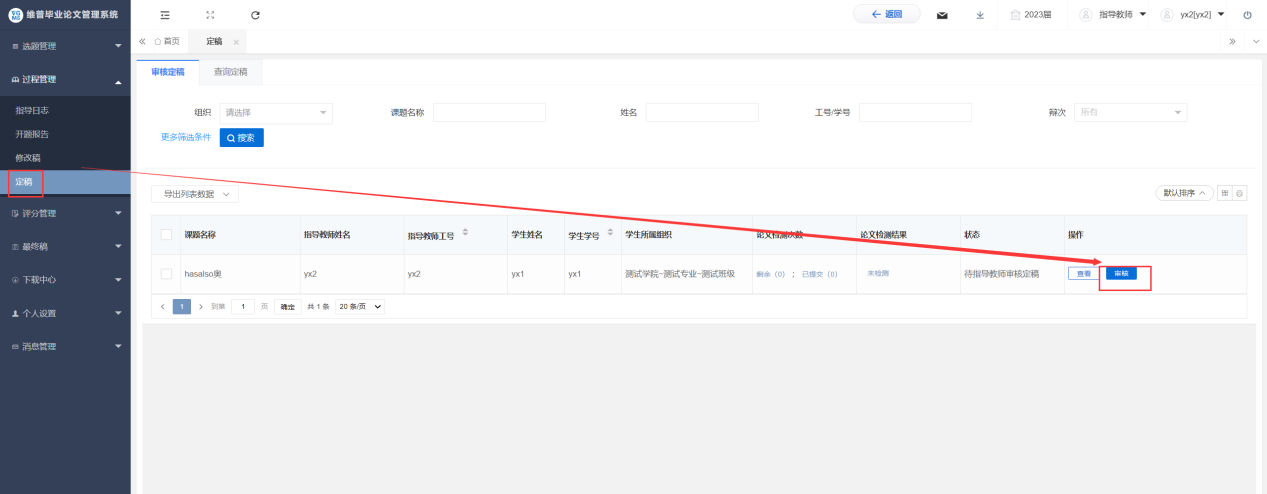 维普毕业论文管理系统
返回
2023届
指导教师
yx2[yx2]
选题管理
过程管理
指导日志
开题报告
修改稿
定稿
评分管理
最终稿
下载中心
个人设置
消息管理
首页
定稿
审核定稿
查询定稿
组织 请选择
课题名称
姓名
工号/学号
辩次 所有
更多筛选条件 搜索
导出列表数据
默认排序
课题名称 指导教师姓名 指导教师工号 学生姓名 学生学号 学生所属组织 论文检测次数 论文检测结果 状态 操作
hasalso奥 yx2 yx2 yx1 yx1 测试学院-测试专业-测试班级 剩余（0）； 已提交（0） 未检测 待指导教师审核定稿 查看 审核
1 到第 1 页 确定 共 1 条 20 条/页